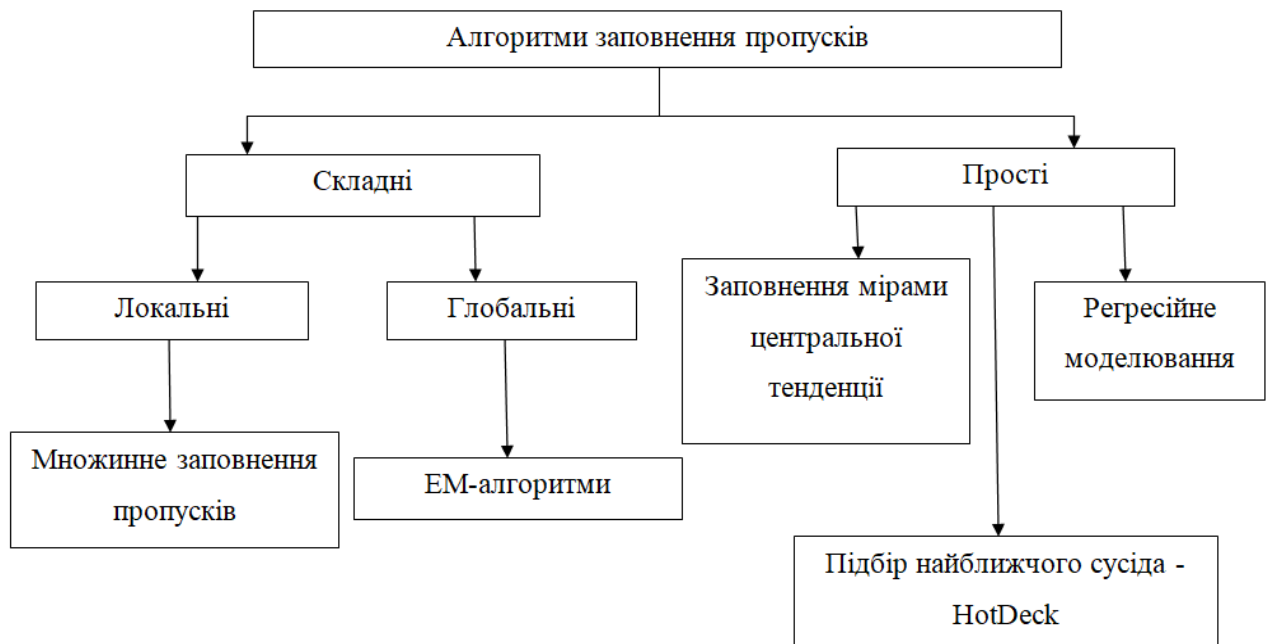 Алгоритми заповнення пропусків
Складні
Прості
Локальні
Глобальні
Заповнення мірами
центральної
тенденції
Регресійне
моделювання
Множинне заповнення
пропусків
ЕМ-алгоритми
Підбір найближчого сусіда -
HotDeck